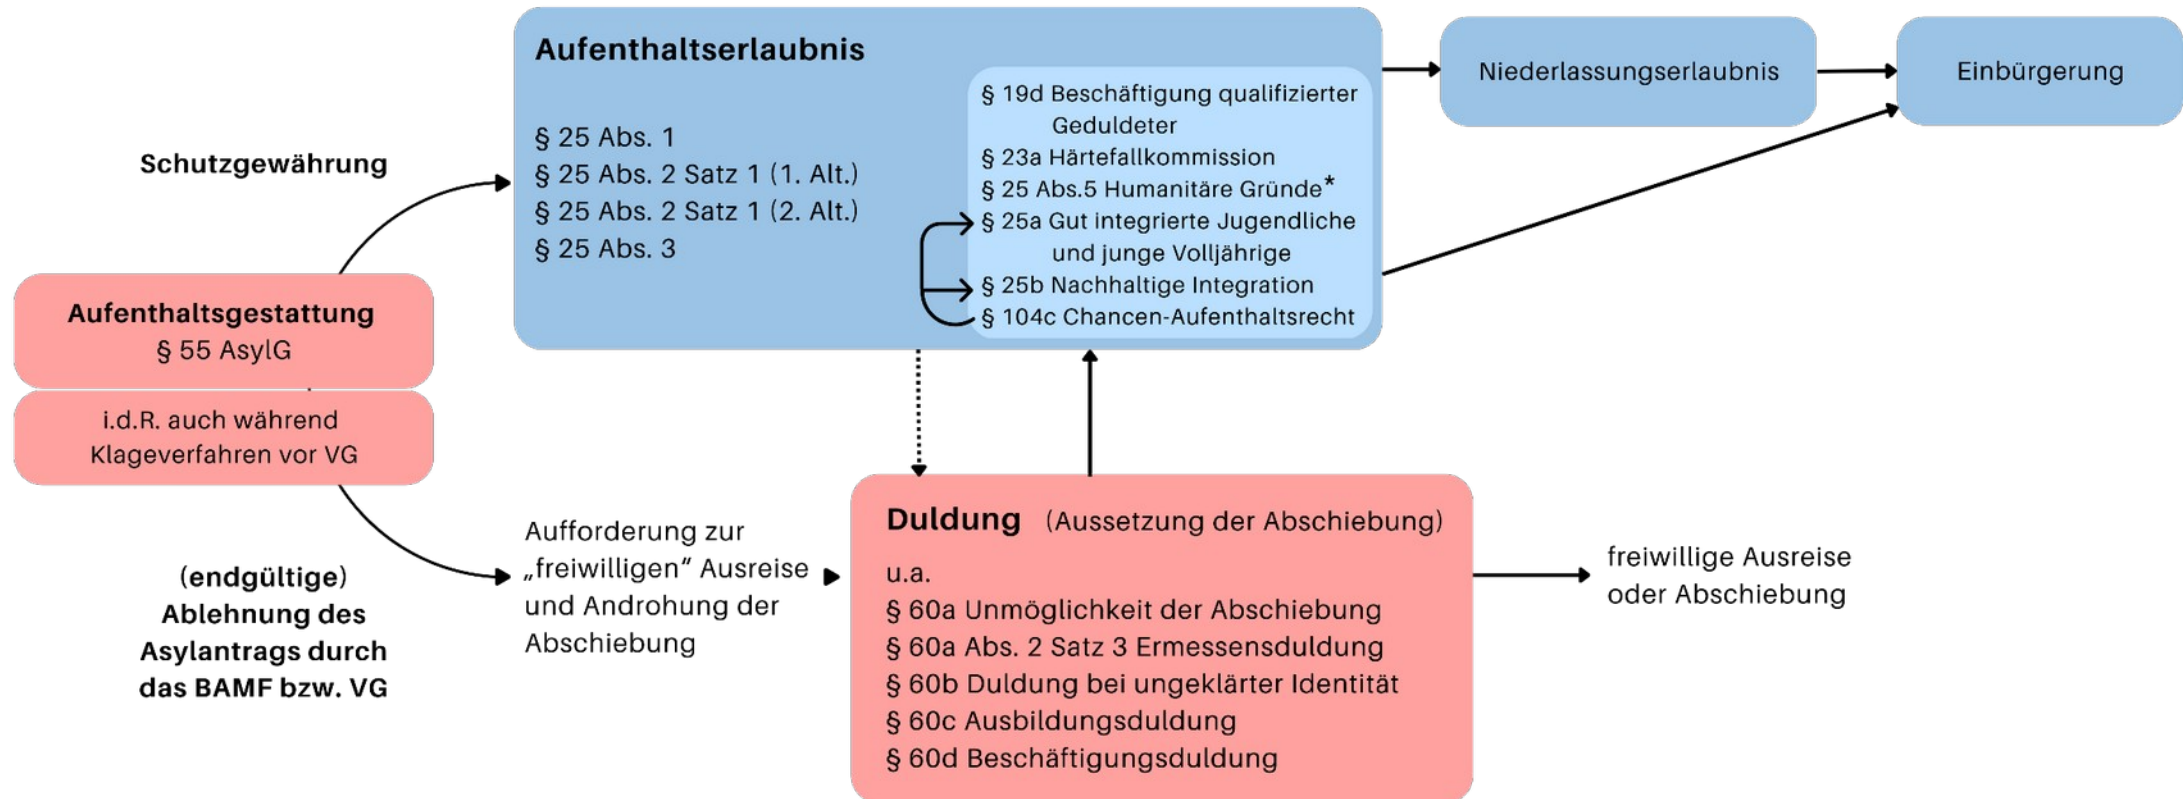 Aufenthaltserlaubnis
§ 25 Abs. 1
§ 25 Abs. 2 Satz 1 (1. Alt.)
§ 25 Abs. 2 Satz 1 (2. Alt.)
§ 25 Abs. 3
§ 19d Beschäftigung qualifizierter
Geduldeter
§ 23a Härtefallkommission
§ 25 Abs.5 Humanitäre Gründe*
§ 25a Gut integrierte Jugendliche
und junge Volljährige
§ 25b Nachhaltige Integration
§ 104c Chancen-Aufenthaltsrecht
Niederlassungserlaubnis
Einbürgerung
Schutzgewährung
Aufenthaltsgestattung
§ 55 AsylG
i.d.R. auch während
Klageverfahren vor VG
(endgültige)
Ablehnung des
Asylantrags durch
das BAMF bzw. VG
Aufforderung zur
„freiwilligen“ Ausreise
und Androhung der
Abschiebung
Duldung (Aussetzung der Abschiebung)
u.a.
§ 60a Unmöglichkeit der Abschiebung
§ 60a Abs. 2 Satz 3 Ermessensduldung
§ 60b Duldung bei ungeklärter Identität
§ 60c Ausbildungsduldung
§ 60d Beschäftigungsduldung
freiwillige Ausreise
oder Abschiebung